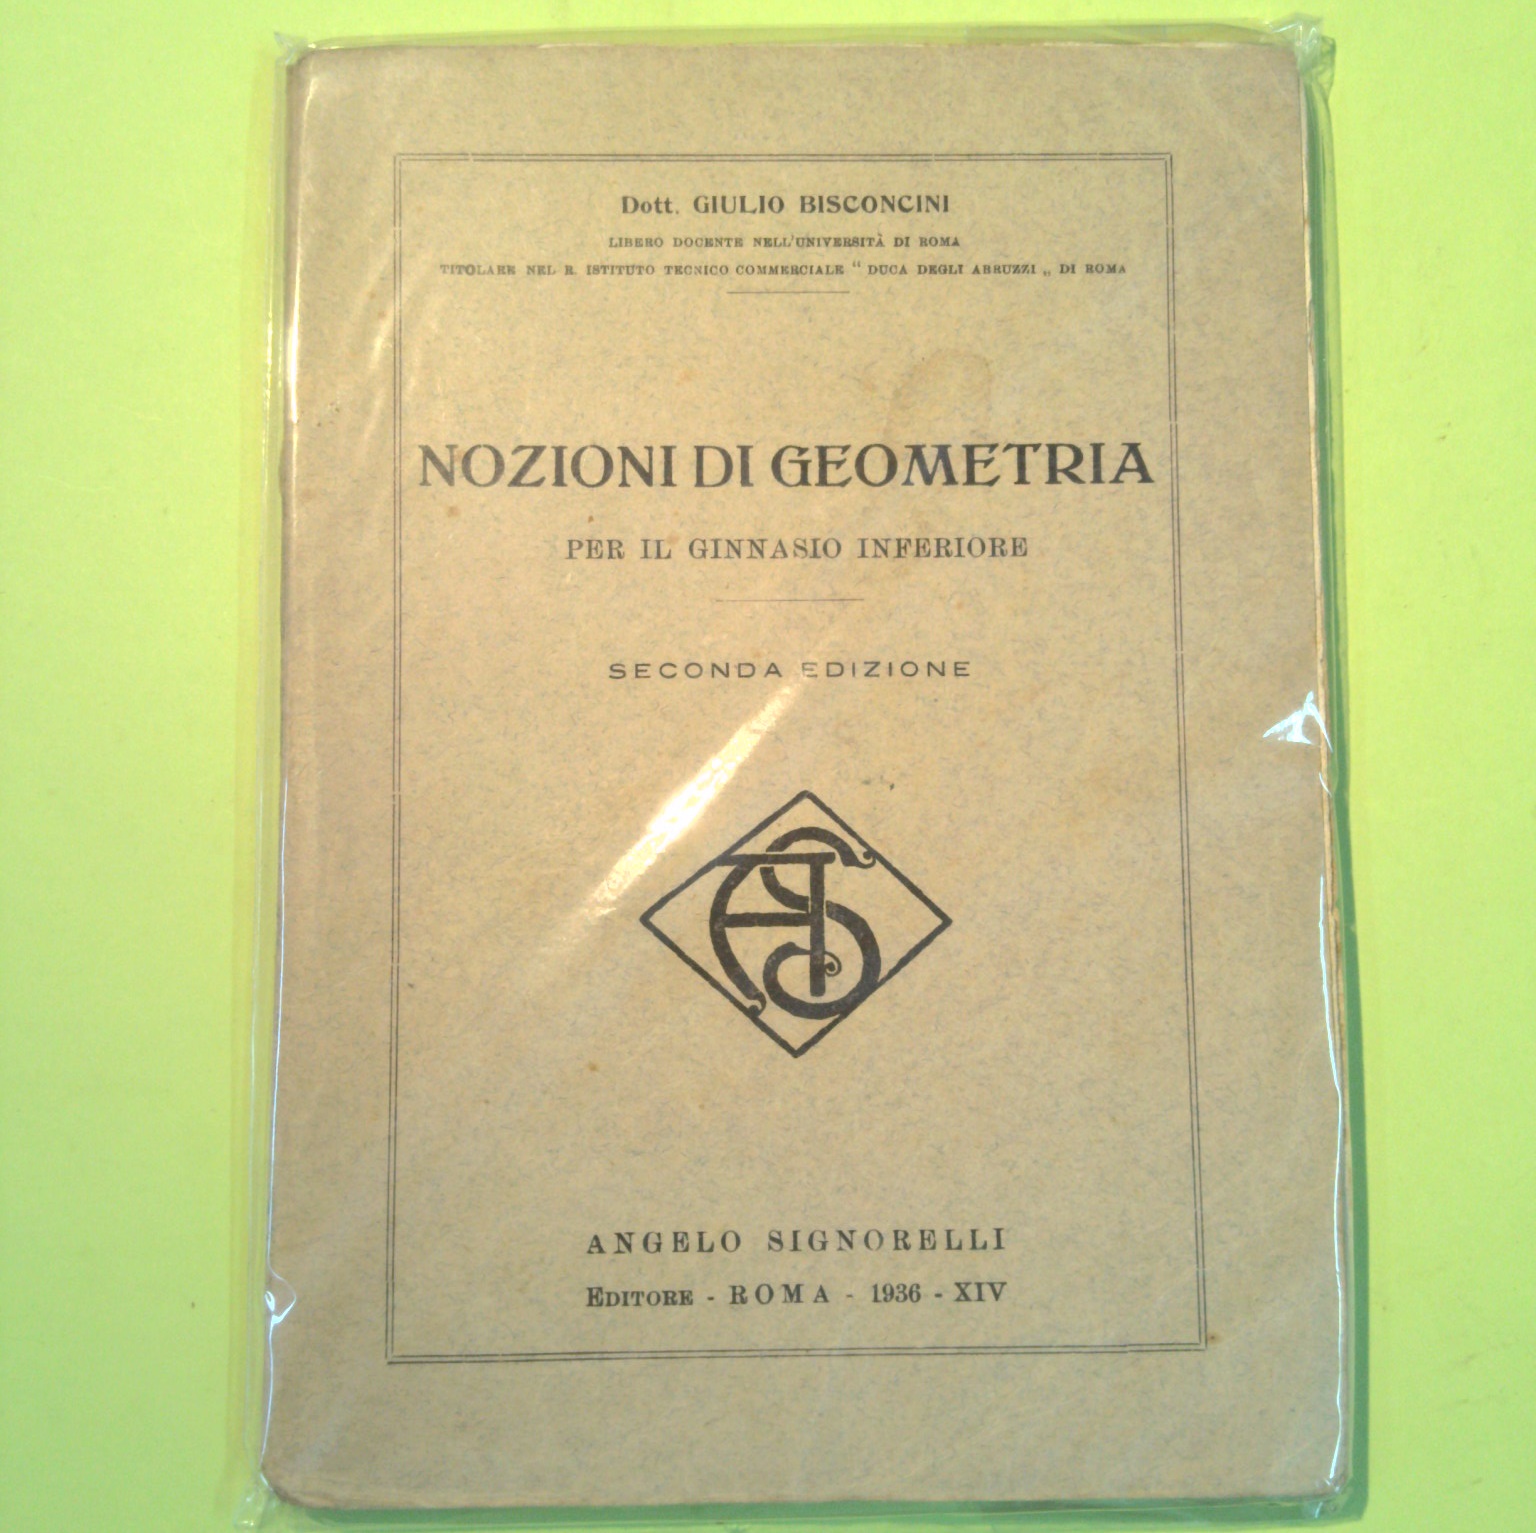 Dott. GIULIO BISCONCINI
LIBERO DOCENTE NELL'UNIVERSITÀ DI ROMA
TITOLARE NEL R. ISTITUTO TECNICO COMMERCIALE “ DUCA DEGLI ABRUZZI „ DI ROMA
NOZIONI DI GEOMETRIA
PER IL GINNASIO INFERIORE
SECONDA EDIZIONE
AS
ANGELO SIGNORELLI
EDITORE - ROMA - 1936 - XIV